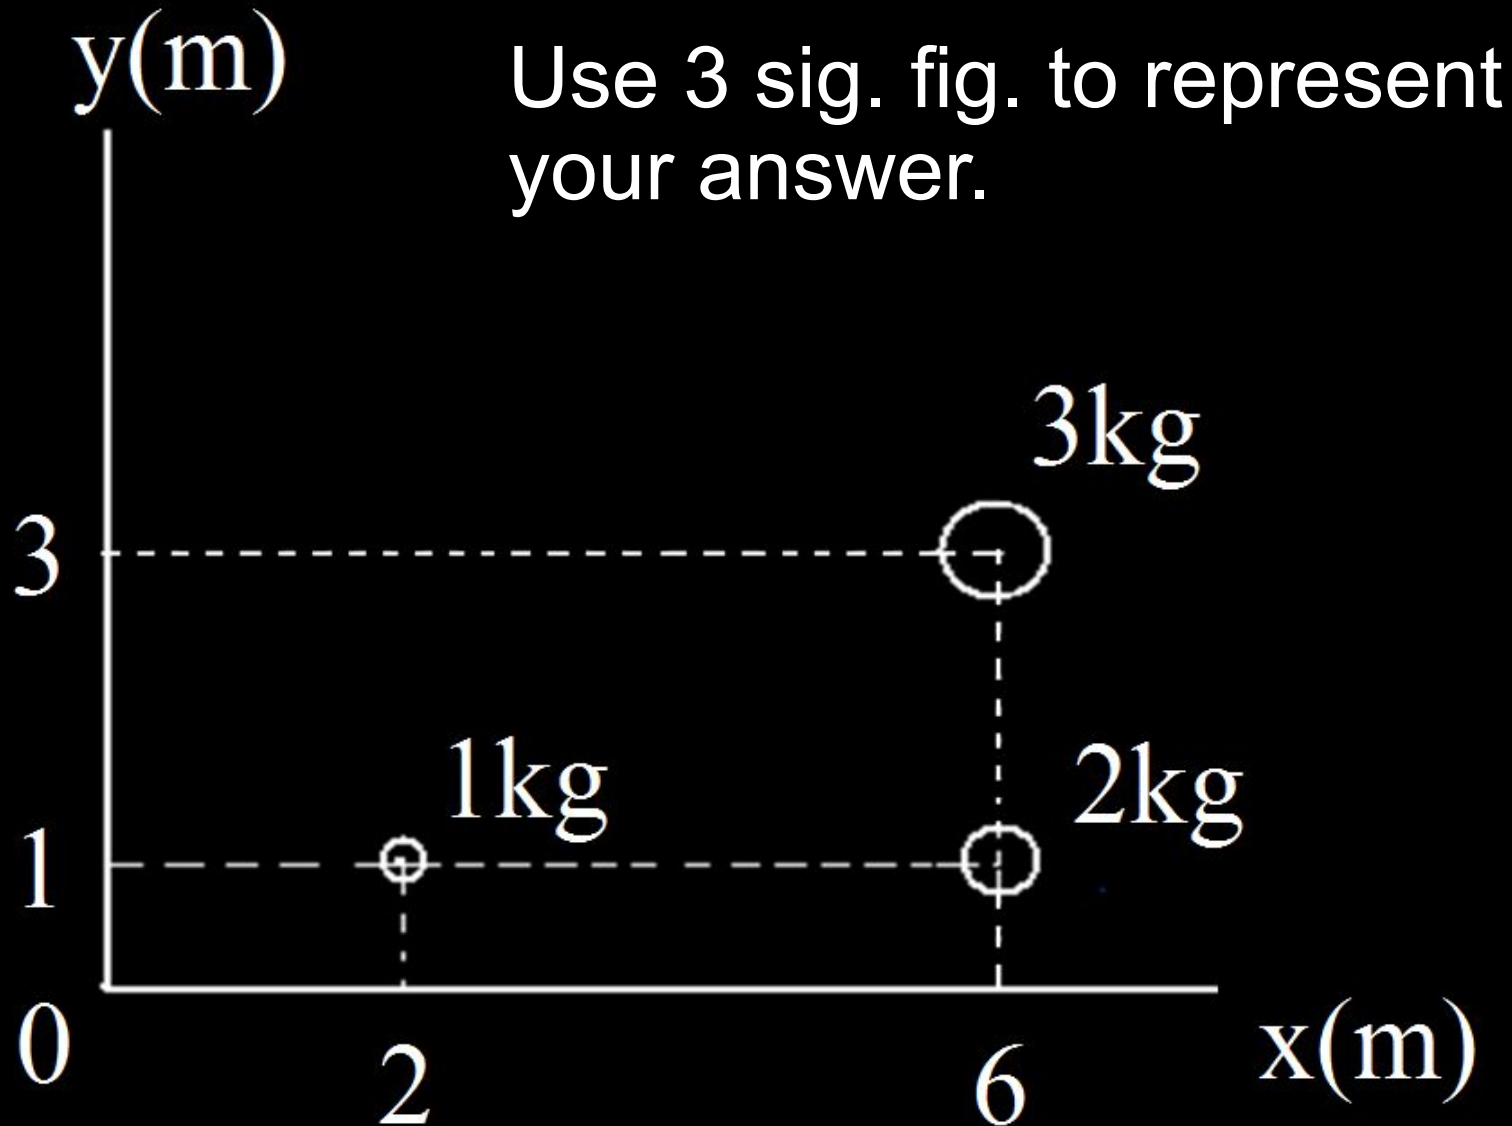 y(m)
Use 3 sig. fig. to represent
your answer.
3kg
3
1kg
2kg
1
0
2
6
x(m)